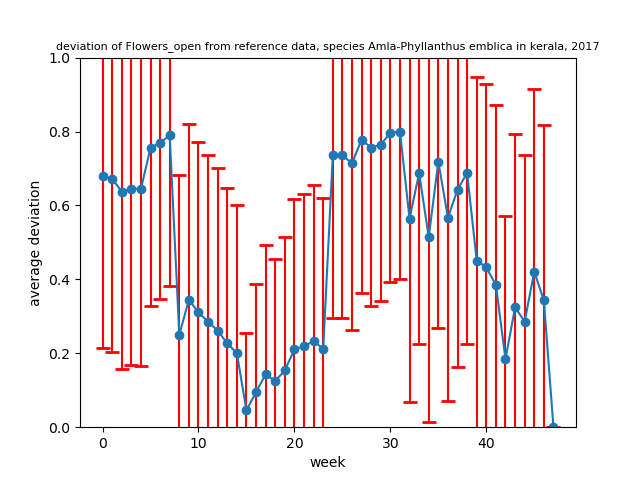 deviation of Flowers_open from reference data, species Amla-Phyllanthus emblica in kerala, 2017
1.0
0.8
0.6
0.4
0.2
0.0
average deviation
0 10 20 30 40
week